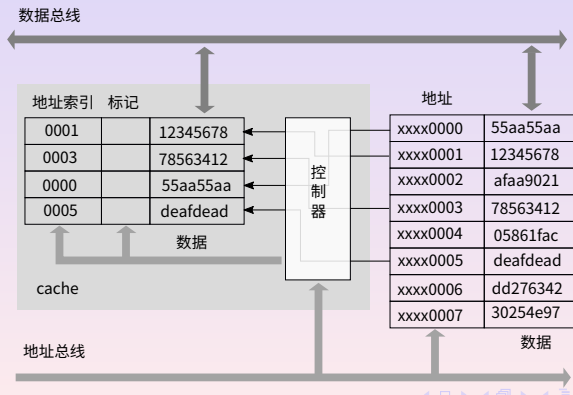 数据总线
地址索引 标记
地址
0001 12345678
0003 78563412
0000 55aa55aa
0005 deafdead
数据
cache
控制器
xxxx0000 55aa55aa
xxxx0001 12345678
xxxx0002 afaa9021
xxxx0003 78563412
xxxx0004 05861fac
xxxx0005 deafdead
xxxx0006 dd276342
xxxx0007 30254e97
数据
地址总线